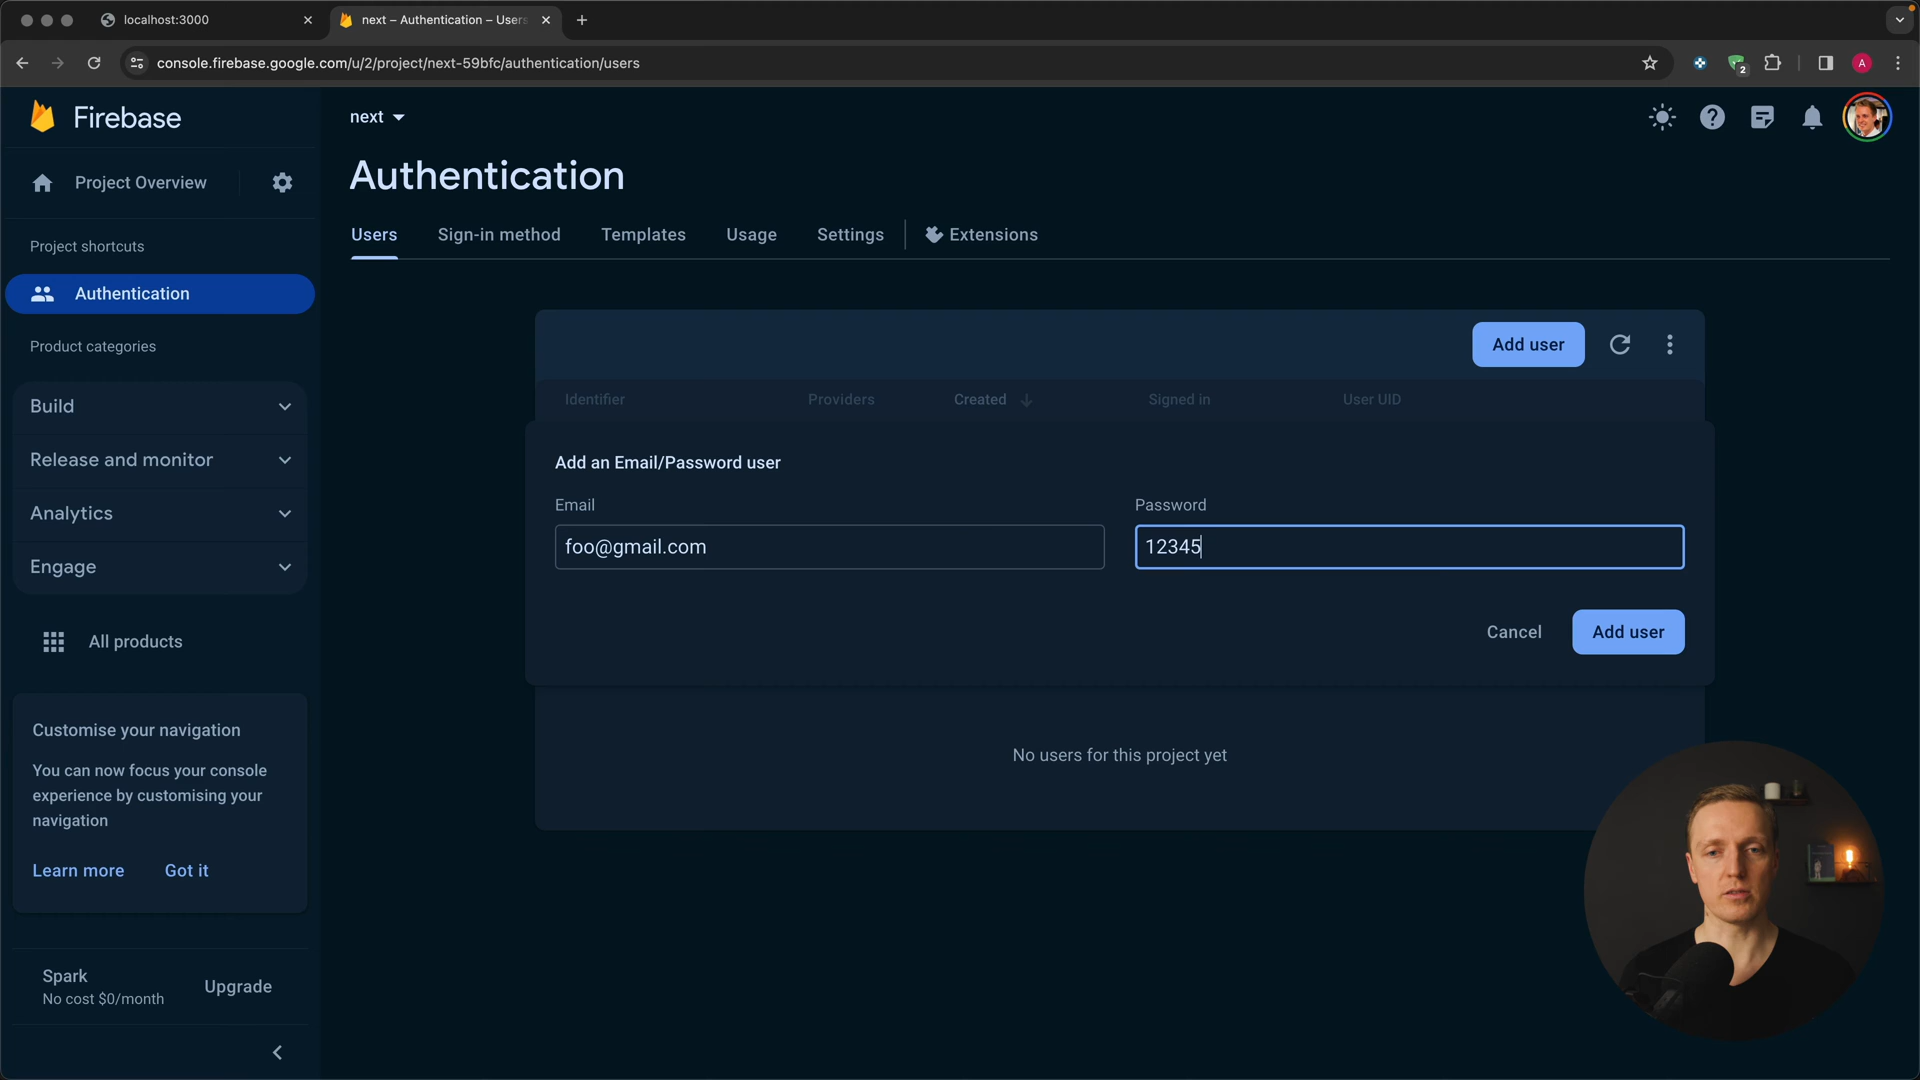 localhost:3000
next – Authentication – Users
console.firebase.google.com/u/2/project/next-59bfc/authentication/users
2
A
Firebase
next
Project Overview
Authentication
Users
Sign-in method
Templates
Usage
Settings
Extensions
Project shortcuts
Authentication
Product categories
Build
Release and monitor
Analytics
Engage
All products
Customise your navigation
You can now focus your console
experience by customising your
navigation
Learn more
Got it
Spark
No cost $0/month
Upgrade
Add user
Identifier
Providers
Created
Signed in
User UID
Add an Email/Password user
Email
Password
foo@gmail.com
12345
Cancel
Add user
No users for this project yet